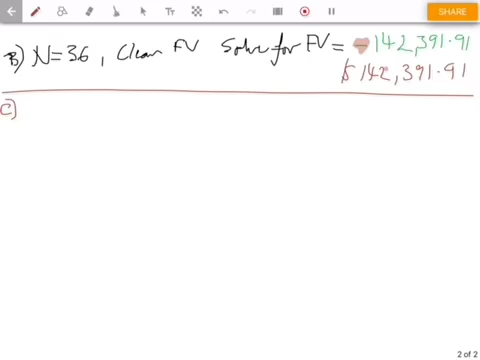 SHARE
B) N=36, Clear FV Solve for FV = -142,391.91
$142,391.91
C)
2 of 2